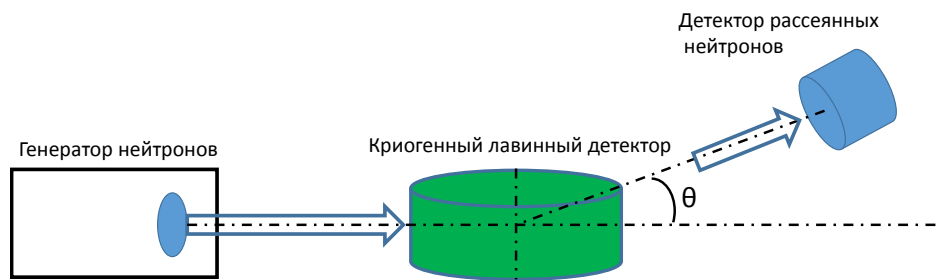 Детектор рассеянных
нейтронов
Генератор нейтронов
Криогенный лавинный детектор
θ